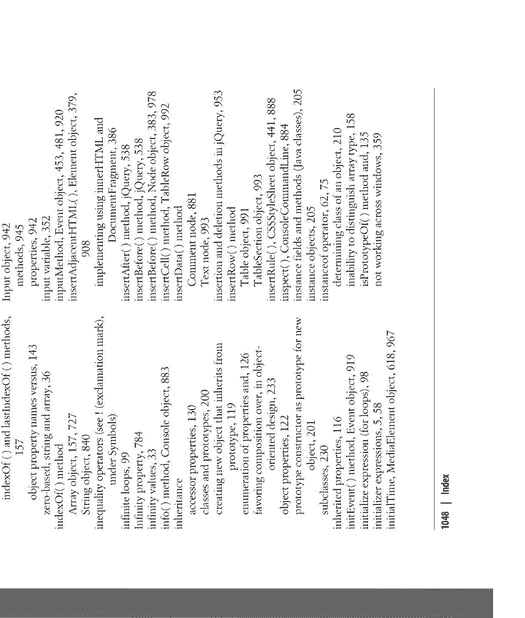 indexOf () and lastIndexOf () methods,
157
object property names versus, 143
zero-based, string and array, 36
indexOf() method
Array object, 157, 727
String object, 840
inequality operators (see ! (exclamation mark),
under Symbols)
infinite loops, 99
Infinity property, 784
infinity values, 33
info() method, Console object, 883
inheritance
accessor properties, 130
classes and prototypes, 200
creating new object that inherits from
prototype, 119
enumeration of properties and, 126
favoring composition over, in object-
oriented design, 233
object properties, 122
prototype constructor as prototype for new
object, 201
subclasses, 230
inherited properties, 116
initEvent() method, Event object, 919
initialize expression (for loops), 98
initializer expressions, 5, 58
initialTime, MediaElement object, 618, 967
Input object, 942
methods, 945
properties, 942
input variable, 352
inputMethod, Event object, 453, 481, 920
insertAdjacentHTML(), Element object, 379,
908
implementing using innerHTML and
DocumentFragment, 386
insertAfter() method, jQuery, 538
insertBefore() method, jQuery, 538
insertBefore() method, Node object, 383, 978
insertCell() method, TableRow object, 992
insertData() method
Comment node, 881
Text node, 993
insertion and deletion methods in jQuery, 953
insertRow() method
Table object, 991
TableSection object, 993
insertRule(), CSSStyleSheet object, 441, 888
inspect(), ConsoleCommandLine, 884
instance fields and methods (Java classes), 205
instance objects, 205
instanceof operator, 62, 75
determining class of an object, 210
inability to distinguish array type, 158
isPrototypeOf() method and, 135
not working across windows, 359
1048 | Index